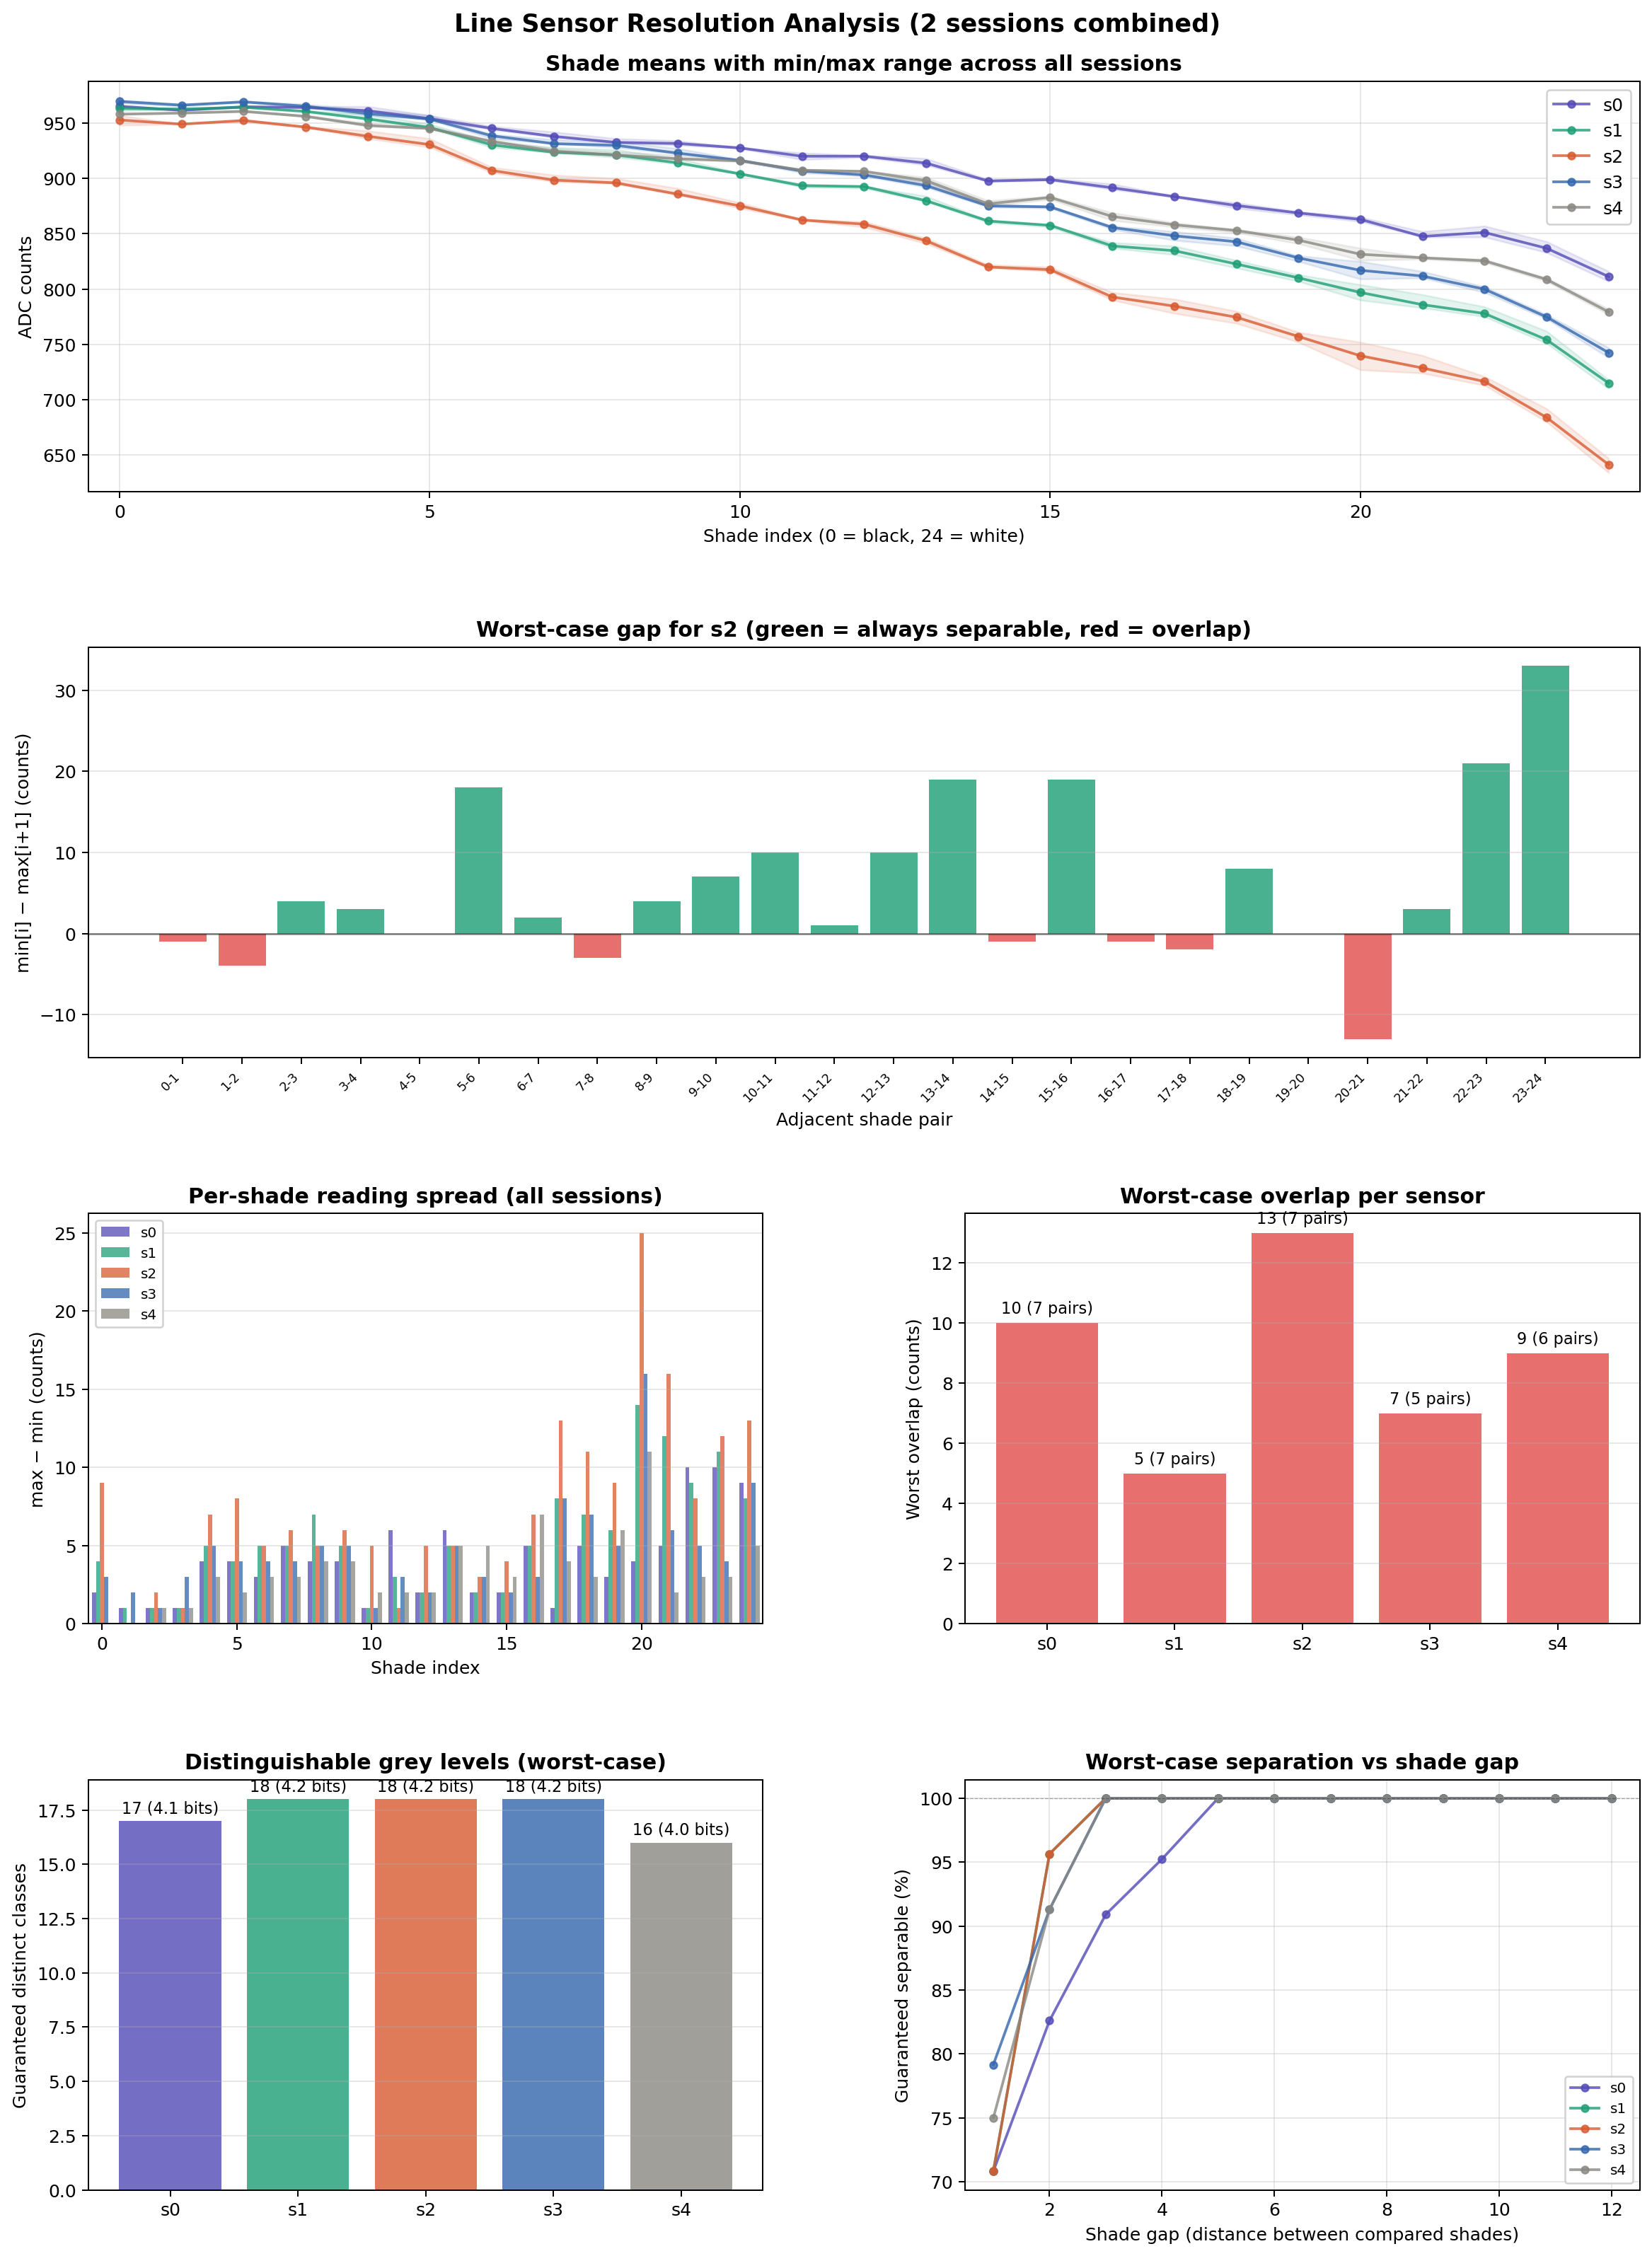 Line Sensor Resolution Analysis (2 sessions combined)
Shade means with min/max range across all sessions
ADC counts
950
900
850
800
750
700
650
s0
s1
s2
s3
s4
0 5 10 15 20
Shade index (0 = black, 24 = white)
Worst-case gap for s2 (green = always separable, red = overlap)
min[i] − max[i+1] (counts)
30
20
10
0
−10
0-1 1-2 2-3 3-4 4-5 5-6 6-7 7-8 8-9 9-10 10-11 11-12 12-13 13-14 14-15 15-16 16-17 17-18 18-19 19-20 20-21 21-22 22-23 23-24
Adjacent shade pair
Per-shade reading spread (all sessions)
max − min (counts)
25
20
15
10
5
0
s0
s1
s2
s3
s4
0 5 10 15 20
Shade index
Worst-case overlap per sensor
Worst overlap (counts)
12
10
8
6
4
2
0
10 (7 pairs)
5 (7 pairs)
13 (7 pairs)
7 (5 pairs)
9 (6 pairs)
s0 s1 s2 s3 s4
Distinguishable grey levels (worst-case)
Guaranteed distinct classes
17.5
15.0
12.5
10.0
7.5
5.0
2.5
0.0
17 (4.1 bits)
18 (4.2 bits)
18 (4.2 bits)
18 (4.2 bits)
16 (4.0 bits)
s0 s1 s2 s3 s4
Worst-case separation vs shade gap
Guaranteed separable (%)
100
95
90
85
80
75
70
s0
s1
s2
s3
s4
2 4 6 8 10 12
Shade gap (distance between compared shades)